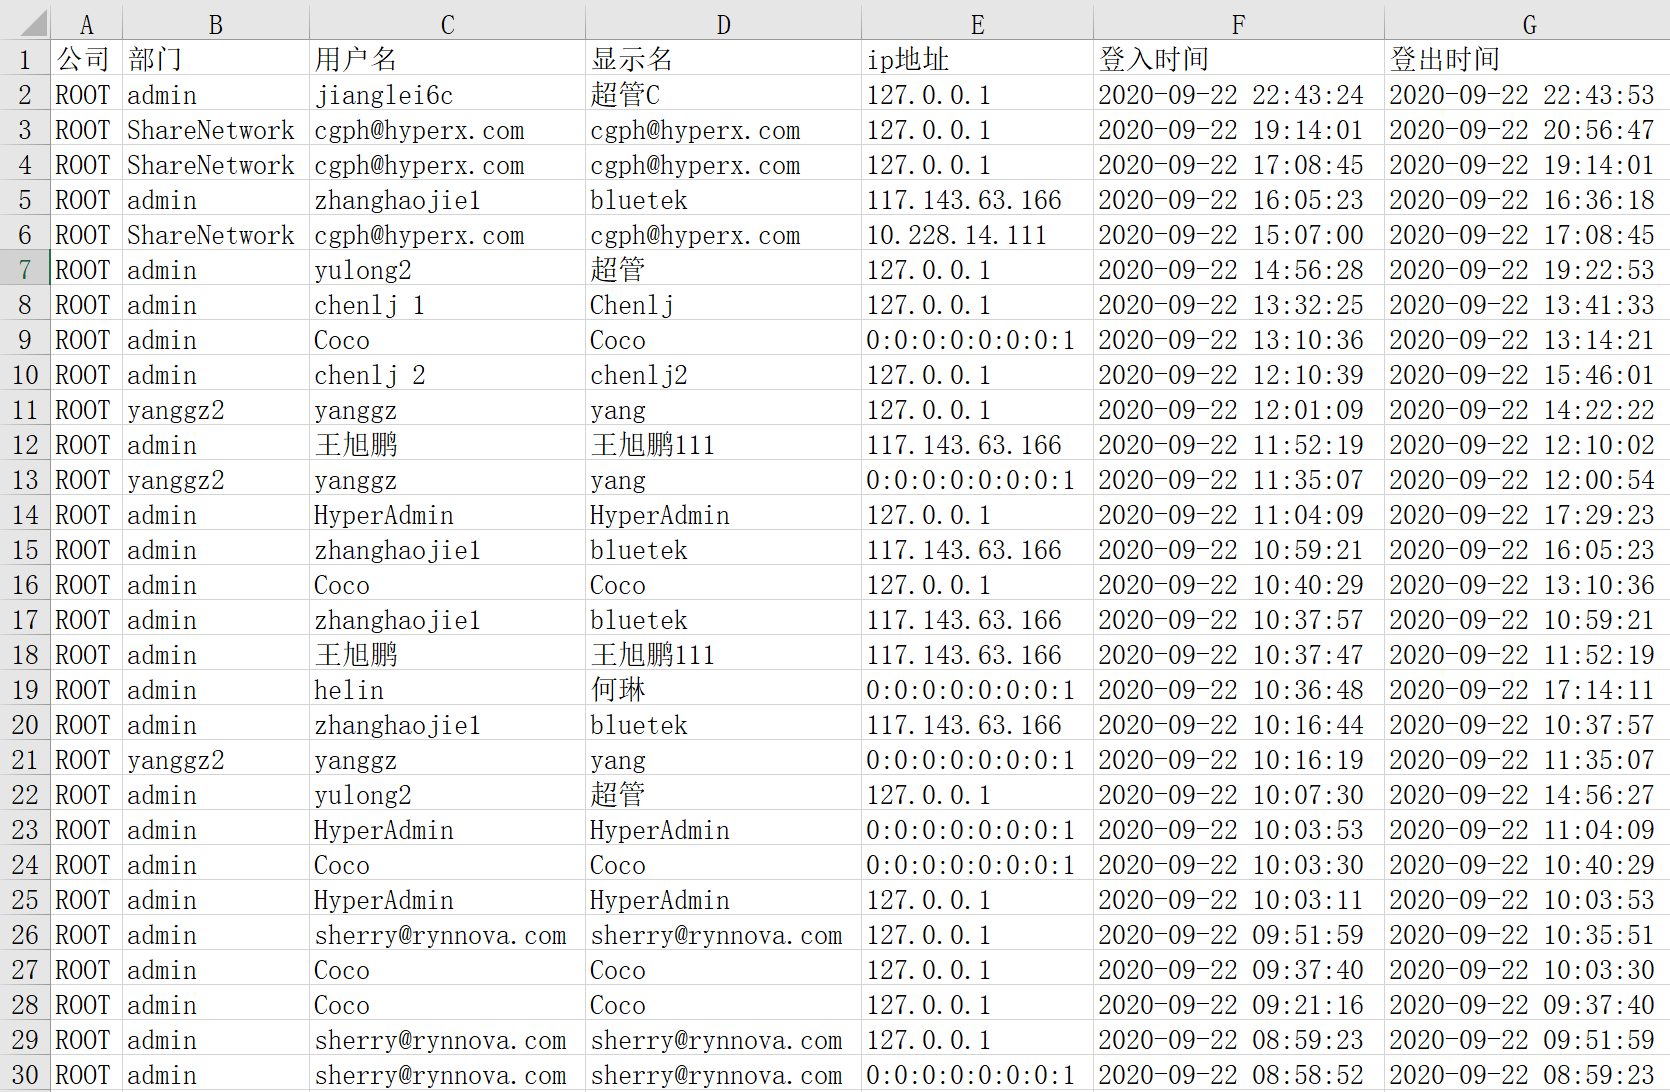 A B C D E F G
1 公司 部门 用户名 显示名 ip地址 登入时间 登出时间
2 ROOT admin jianglei6c 超管C 127.0.0.1 2020-09-22 22:43:24 2020-09-22 22:43:53
3 ROOT ShareNetwork cgph@hyperx.com cgph@hyperx.com 127.0.0.1 2020-09-22 19:14:01 2020-09-22 20:56:47
4 ROOT ShareNetwork cgph@hyperx.com cgph@hyperx.com 127.0.0.1 2020-09-22 17:08:45 2020-09-22 19:14:01
5 ROOT admin zhanghaojie1 bluetek 117.143.63.166 2020-09-22 16:05:23 2020-09-22 16:36:18
6 ROOT ShareNetwork cgph@hyperx.com cgph@hyperx.com 10.228.14.111 2020-09-22 15:07:00 2020-09-22 17:08:45
7 ROOT admin yulong2 超管 127.0.0.1 2020-09-22 14:56:28 2020-09-22 19:22:53
8 ROOT admin chenlj 1 Chenlj 127.0.0.1 2020-09-22 13:32:25 2020-09-22 13:41:33
9 ROOT admin Coco Coco 0:0:0:0:0:0:0:1 2020-09-22 13:10:36 2020-09-22 13:14:21
10 ROOT admin chenlj 2 chenlj2 127.0.0.1 2020-09-22 12:10:39 2020-09-22 15:46:01
11 ROOT yanggz2 yanggz yang 127.0.0.1 2020-09-22 12:01:09 2020-09-22 14:22:22
12 ROOT admin 王旭鹏 王旭鹏111 117.143.63.166 2020-09-22 11:52:19 2020-09-22 12:10:02
13 ROOT yanggz2 yanggz yang 0:0:0:0:0:0:0:1 2020-09-22 11:35:07 2020-09-22 12:00:54
14 ROOT admin HyperAdmin HyperAdmin 127.0.0.1 2020-09-22 11:04:09 2020-09-22 17:29:23
15 ROOT admin zhanghaojie1 bluetek 117.143.63.166 2020-09-22 10:59:21 2020-09-22 16:05:23
16 ROOT admin Coco Coco 127.0.0.1 2020-09-22 10:40:29 2020-09-22 13:10:36
17 ROOT admin zhanghaojie1 bluetek 117.143.63.166 2020-09-22 10:37:57 2020-09-22 10:59:21
18 ROOT admin 王旭鹏 王旭鹏111 117.143.63.166 2020-09-22 10:37:47 2020-09-22 11:52:19
19 ROOT admin helin 何琳 0:0:0:0:0:0:0:1 2020-09-22 10:36:48 2020-09-22 17:14:11
20 ROOT admin zhanghaojie1 bluetek 117.143.63.166 2020-09-22 10:16:44 2020-09-22 10:37:57
21 ROOT yanggz2 yanggz yang 0:0:0:0:0:0:0:1 2020-09-22 10:16:19 2020-09-22 11:35:07
22 ROOT admin yulong2 超管 127.0.0.1 2020-09-22 10:07:30 2020-09-22 14:56:27
23 ROOT admin HyperAdmin HyperAdmin 0:0:0:0:0:0:0:1 2020-09-22 10:03:53 2020-09-22 11:04:09
24 ROOT admin Coco Coco 0:0:0:0:0:0:0:1 2020-09-22 10:03:30 2020-09-22 10:40:29
25 ROOT admin HyperAdmin HyperAdmin 127.0.0.1 2020-09-22 10:03:11 2020-09-22 10:03:53
26 ROOT admin sherry@rynnova.com sherry@rynnova.com 127.0.0.1 2020-09-22 09:51:59 2020-09-22 10:35:51
27 ROOT admin Coco Coco 127.0.0.1 2020-09-22 09:37:40 2020-09-22 10:03:30
28 ROOT admin Coco Coco 127.0.0.1 2020-09-22 09:21:16 2020-09-22 09:37:40
29 ROOT admin sherry@rynnova.com sherry@rynnova.com 127.0.0.1 2020-09-22 08:59:23 2020-09-22 09:51:59
30 ROOT admin sherry@rynnova.com sherry@rynnova.com 0:0:0:0:0:0:0:1 2020-09-22 08:58:52 2020-09-22 08:59:23